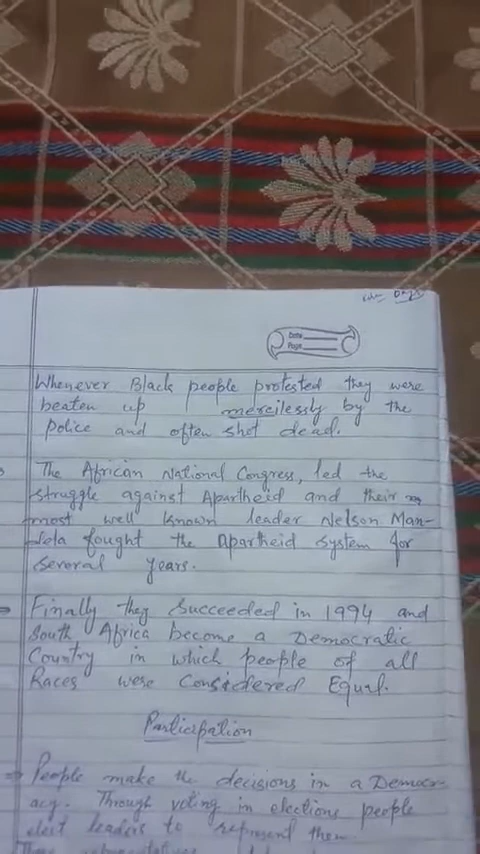 Date
Page
Whenever Black people protested they were
beaten up mercilessly by the
police and often shot dead.
The African National Congress, led the
struggle against Apartheid and their
most well known leader Nelson Man-
dela fought the apartheid system for
several years.
Finally they succeeded in 1994 and
South Africa become a Democratic
Country in which people of all
Races were Considered Equal.
Participation
People make the decisions in a Democr-
acy. Through voting in elections people
elect leaders to represent them